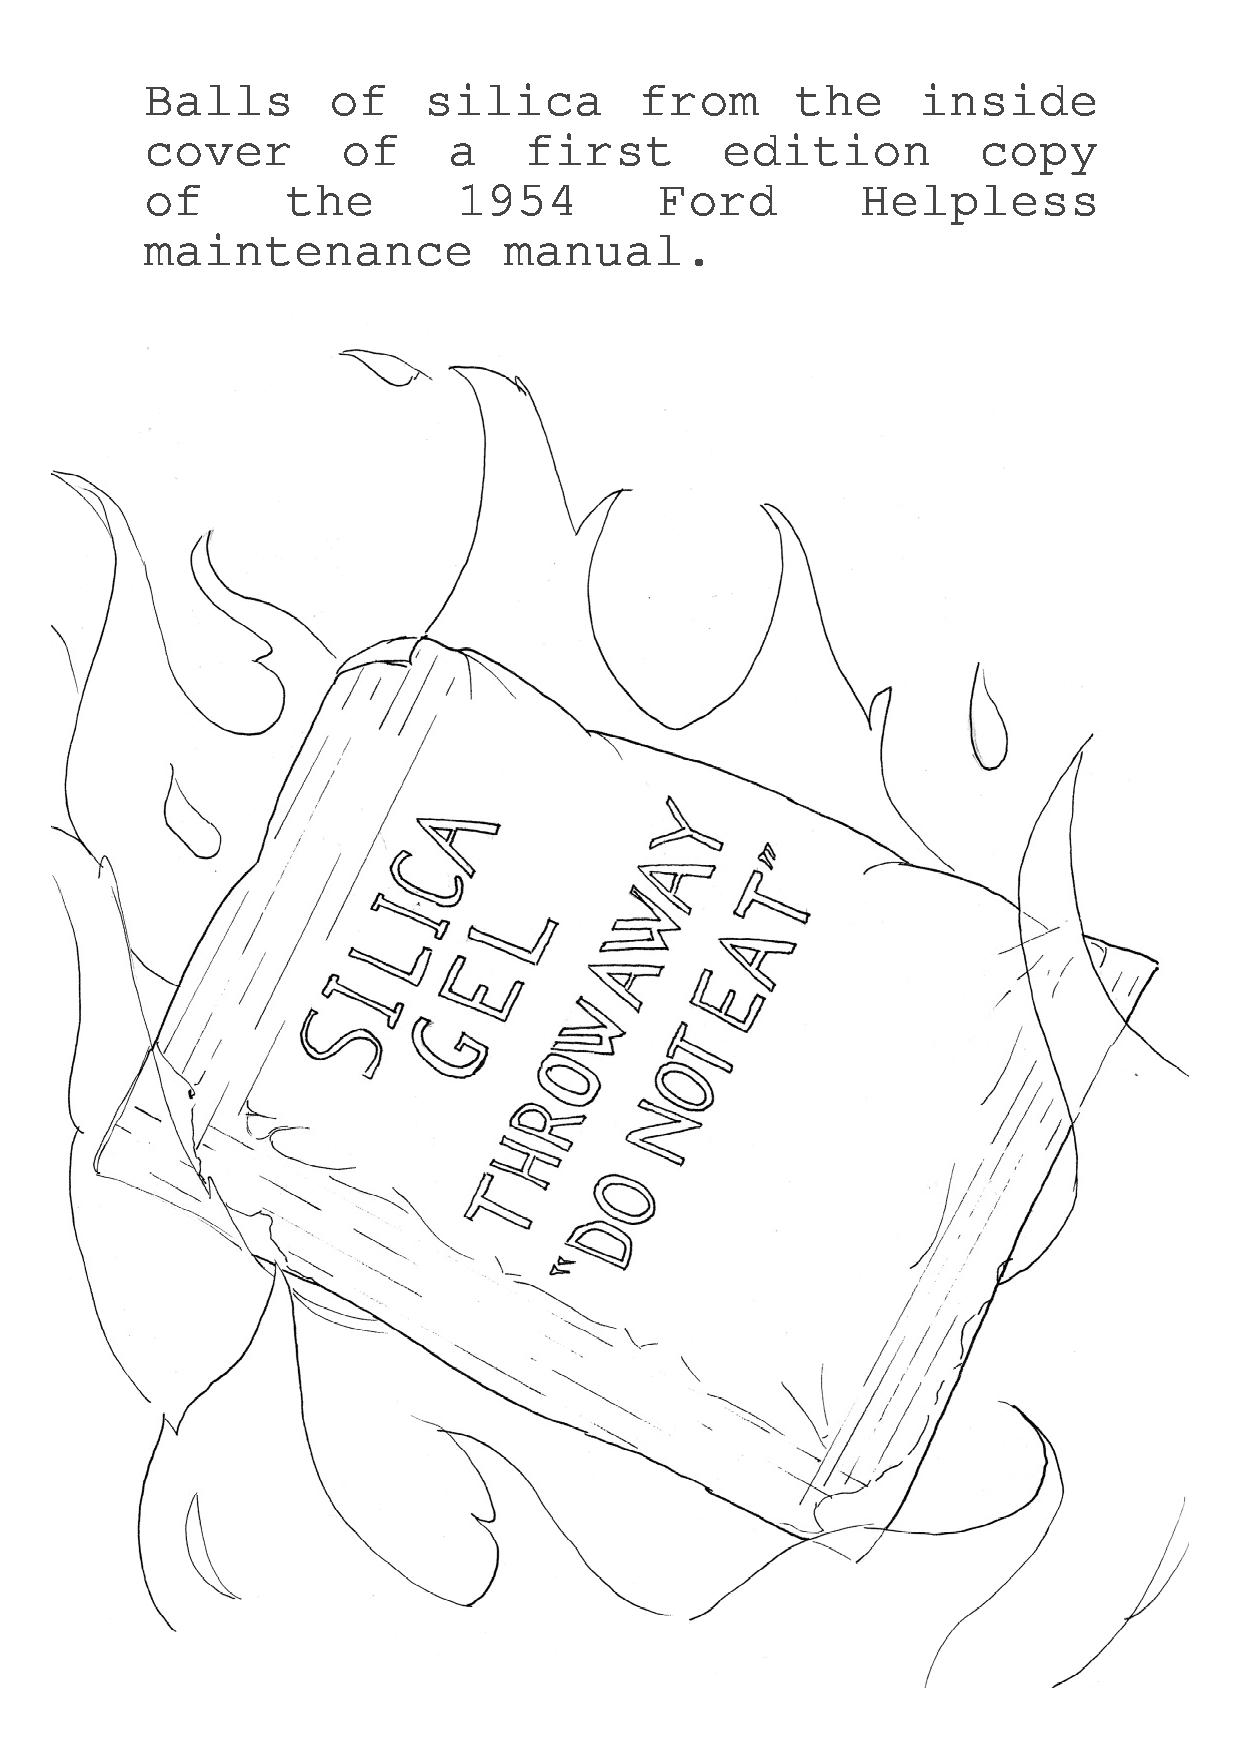 Balls of silica from the inside
cover of a first edition copy
of the 1954 Ford Helpless
maintenance manual.
SILICA
GEL
THROWAWAY
“DO NOT EAT”